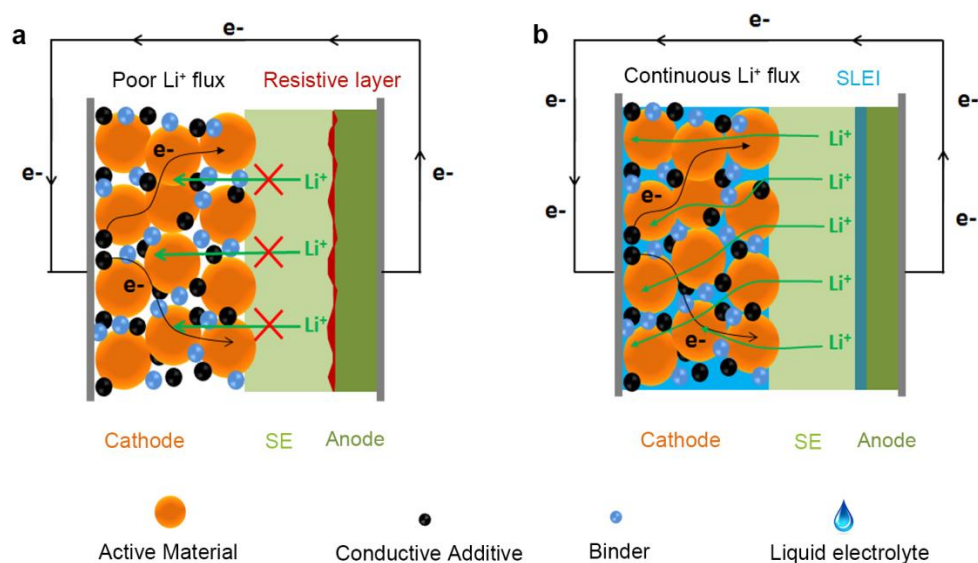 a
e-
Poor Li⁺ flux
Resistive layer
e-
Li⁺
e-
e-
Li⁺
e-
Li⁺
Cathode
SE
Anode
b
e-
Continuous Li⁺ flux
SLEI
e-
e-
Li⁺
Li⁺
e-
e-
e-
Li⁺
Li⁺
e-
Li⁺
Cathode
SE
Anode
Active Material
Conductive Additive
Binder
Liquid electrolyte